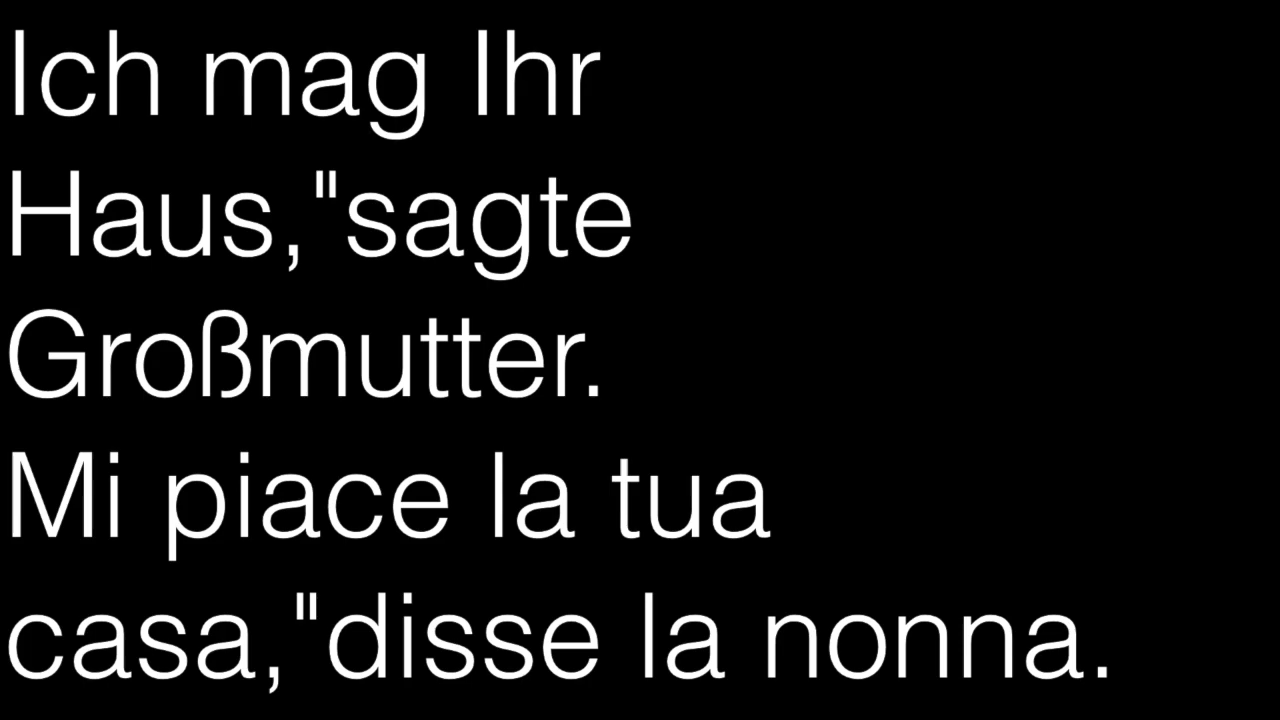 Ich mag Ihr
Haus,"sagte
Großmutter.
Mi piace la tua
casa,"disse la nonna.